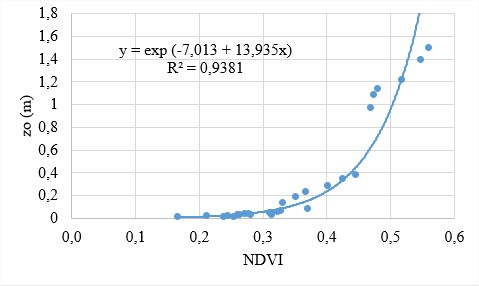 1,8
1,6
1,4
1,2
1
0,8
0,6
0,4
0,2
0
zo (m)
y = exp (-7,013 + 13,935x)
R² = 0,9381
0,0 0,1 0,2 0,3 0,4 0,5 0,6
NDVI